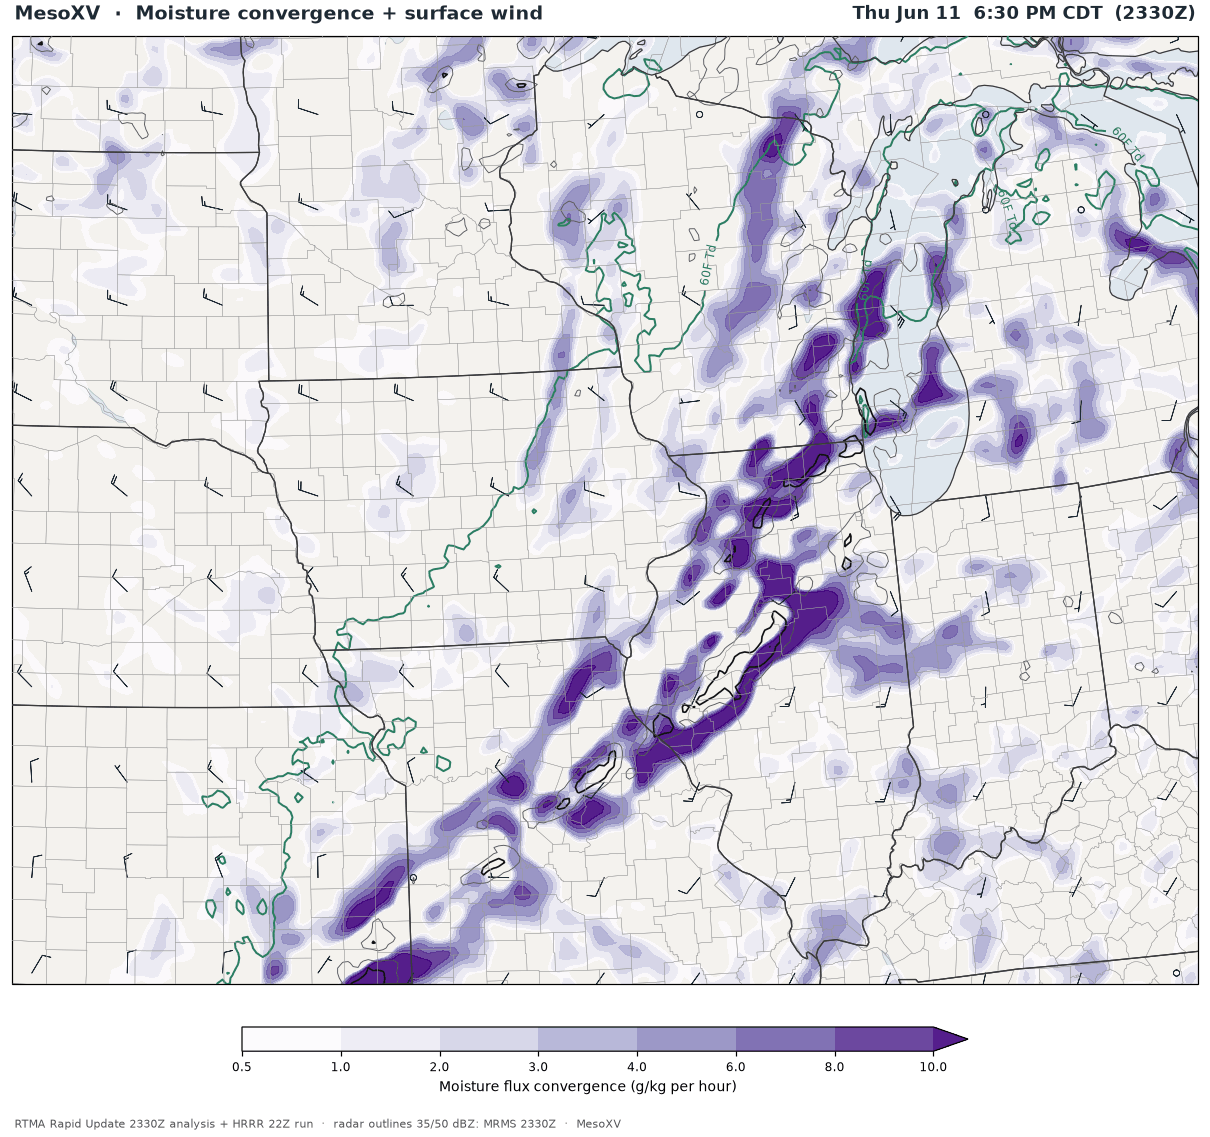 MesoXV · Moisture convergence + surface wind
Thu Jun 11 6:30 PM CDT (2330Z)
60F Td
60F Td
60F Td
0.5 1.0 2.0 3.0 4.0 6.0 8.0 10.0
Moisture flux convergence (g/kg per hour)
RTMA Rapid Update 2330Z analysis + HRRR 22Z run · radar outlines 35/50 dBZ: MRMS 2330Z · MesoXV